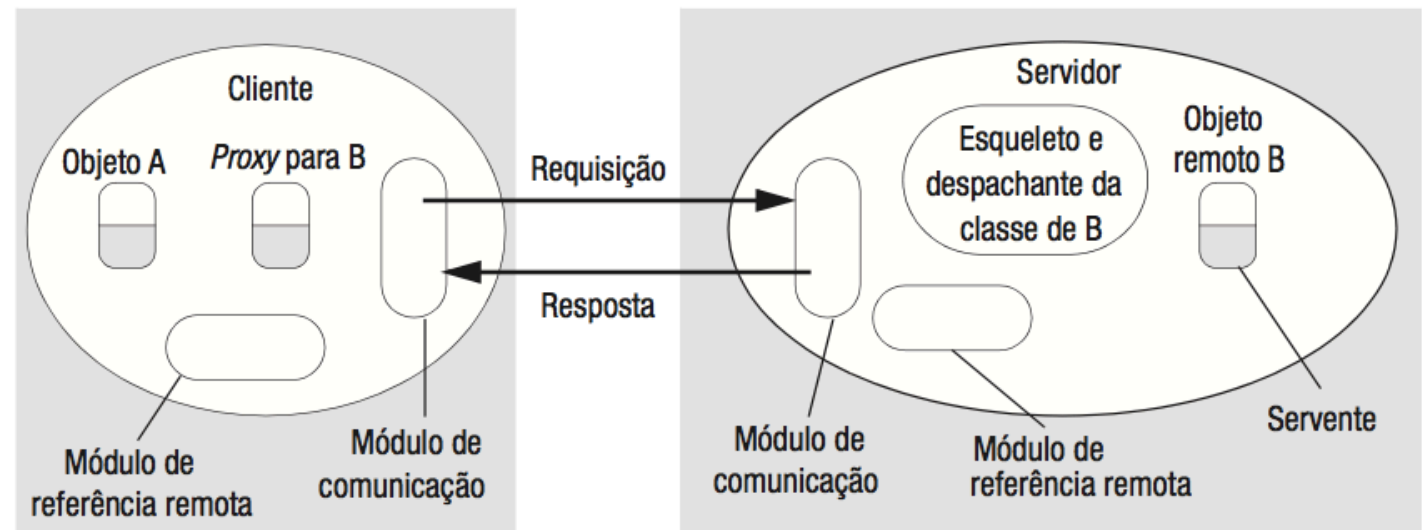 Cliente
Objeto A
Proxy para B
Módulo de
referência remota
Módulo de
comunicação
Requisição
Resposta
Servidor
Esqueleto e
despachante da
classe de B
Objeto
remoto B
Módulo de
comunicação
Módulo de
referência remota
Servente